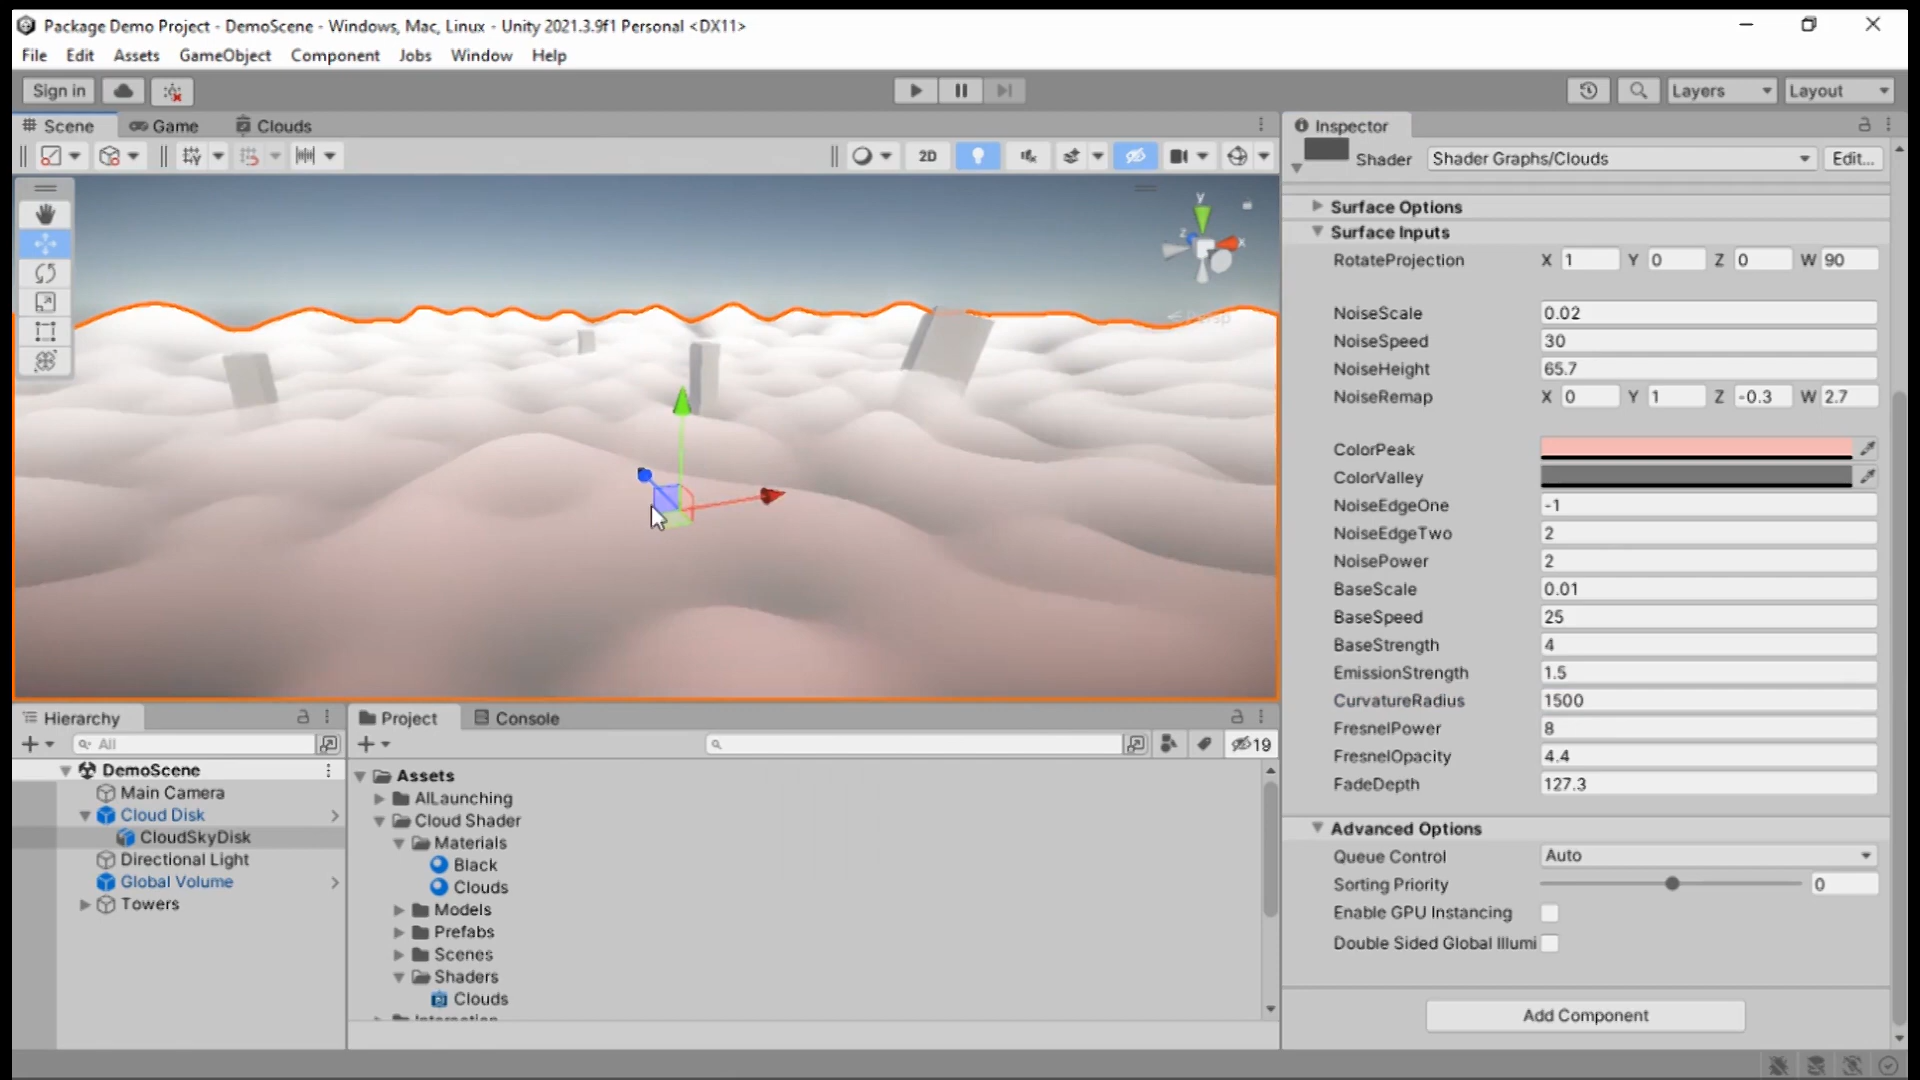 Package Demo Project - DemoScene - Windows, Mac, Linux - Unity 2021.3.9f1 Personal <DX11>
File Edit Assets GameObject Component Jobs Window Help
Sign in
Layers Layout
Scene Game Clouds
2D
y
z x
Persp
Inspector
Shader Shader Graphs/Clouds Edit...
Surface Options
Surface Inputs
RotateProjection X 1 Y 0 Z 0 W 90
NoiseScale 0.02
NoiseSpeed 30
NoiseHeight 65.7
NoiseRemap X 0 Y 1 Z -0.3 W 2.7
ColorPeak
ColorValley
NoiseEdgeOne -1
NoiseEdgeTwo 2
NoisePower 2
BaseScale 0.01
BaseSpeed 25
BaseStrength 4
EmissionStrength 1.5
CurvatureRadius 1500
FresnelPower 8
FresnelOpacity 4.4
FadeDepth 127.3
Advanced Options
Queue Control Auto
Sorting Priority 0
Enable GPU Instancing
Double Sided Global Illumi
Add Component
Hierarchy
All
DemoScene
Main Camera
Cloud Disk
CloudSkyDisk
Directional Light
Global Volume
Towers
Project Console
19
Assets
AILaunching
Cloud Shader
Materials
Black
Clouds
Models
Prefabs
Scenes
Shaders
Clouds